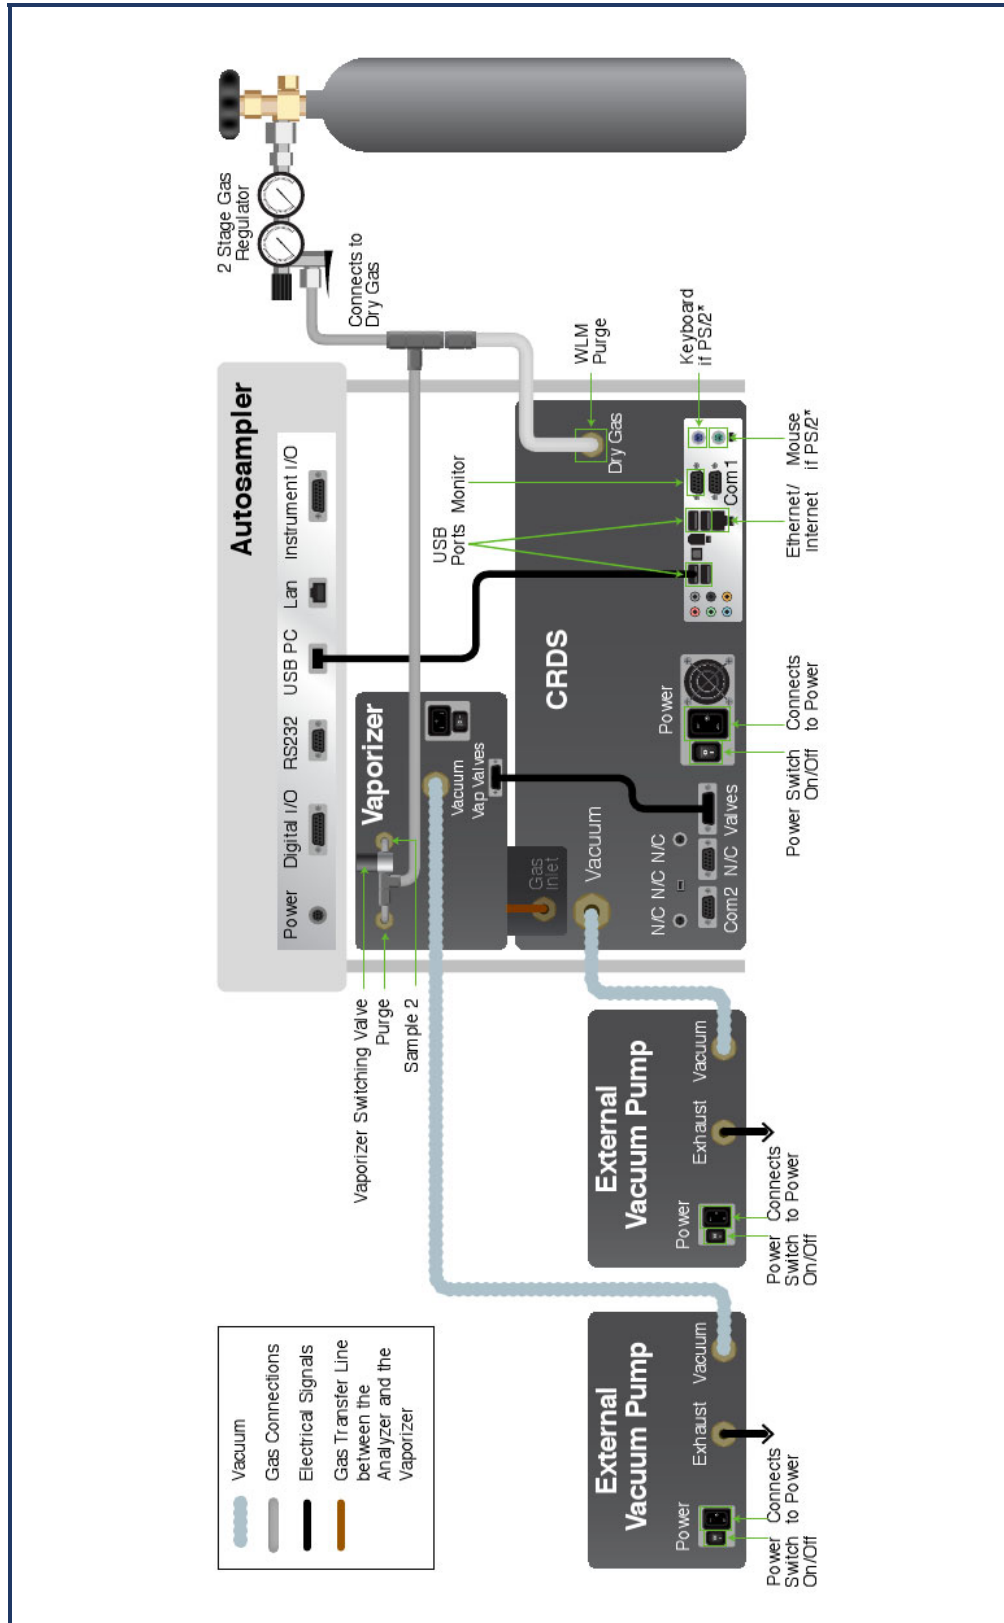 Vacuum
Gas Connections
Electrical Signals
Gas Transfer Line
between the
Analyzer and the
Vaporizer
Autosampler
Power
Digital I/O
RS232
USB PC
Lan
Instrument I/O
2 Stage Gas
Regulator
Connects to
Dry Gas
Vaporizer Switching Valve
Purge
Sample 2
Vaporizer
Vacuum
Vap Valves
Gas
Inlet
CRDS
Vacuum
USB
Ports
Monitor
WLM
Purge
Dry Gas
N/C
N/C
N/C
Com2
N/C
Valves
Power
Com1
Power Switch
On/Off
Connects
to Power
Ethernet/
Internet
Mouse
if PS/2*
Keyboard
if PS/2*
External
Vacuum Pump
Power
Exhaust
Vacuum
Power
Switch
On/Off
Connects
to Power
External
Vacuum Pump
Power
Exhaust
Vacuum
Power
Switch
On/Off
Connects
to Power